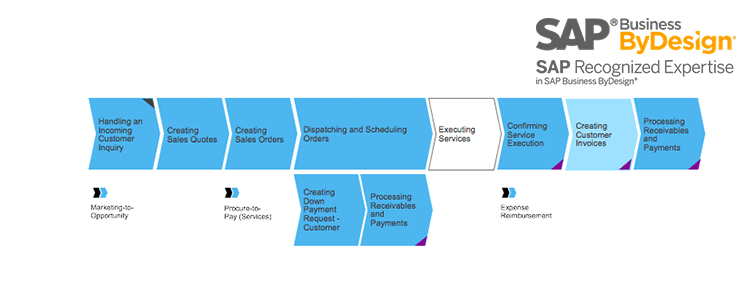 SAP® Business
ByDesign®
SAP Recognized Expertise
in SAP Business ByDesign®
Handling an
Incoming
Customer
Inquiry
Creating
Sales Quotes
Creating
Sales Orders
Dispatching and Scheduling
Orders
Executing
Services
Confirming
Service
Execution
Creating
Customer
Invoices
Processing
Receivables
and
Payments
Marketing-to-
Opportunity
Procure-to-
Pay (Services)
Creating
Down
Payment
Request -
Customer
Processing
Receivables
and
Payments
Expense
Reimbursement